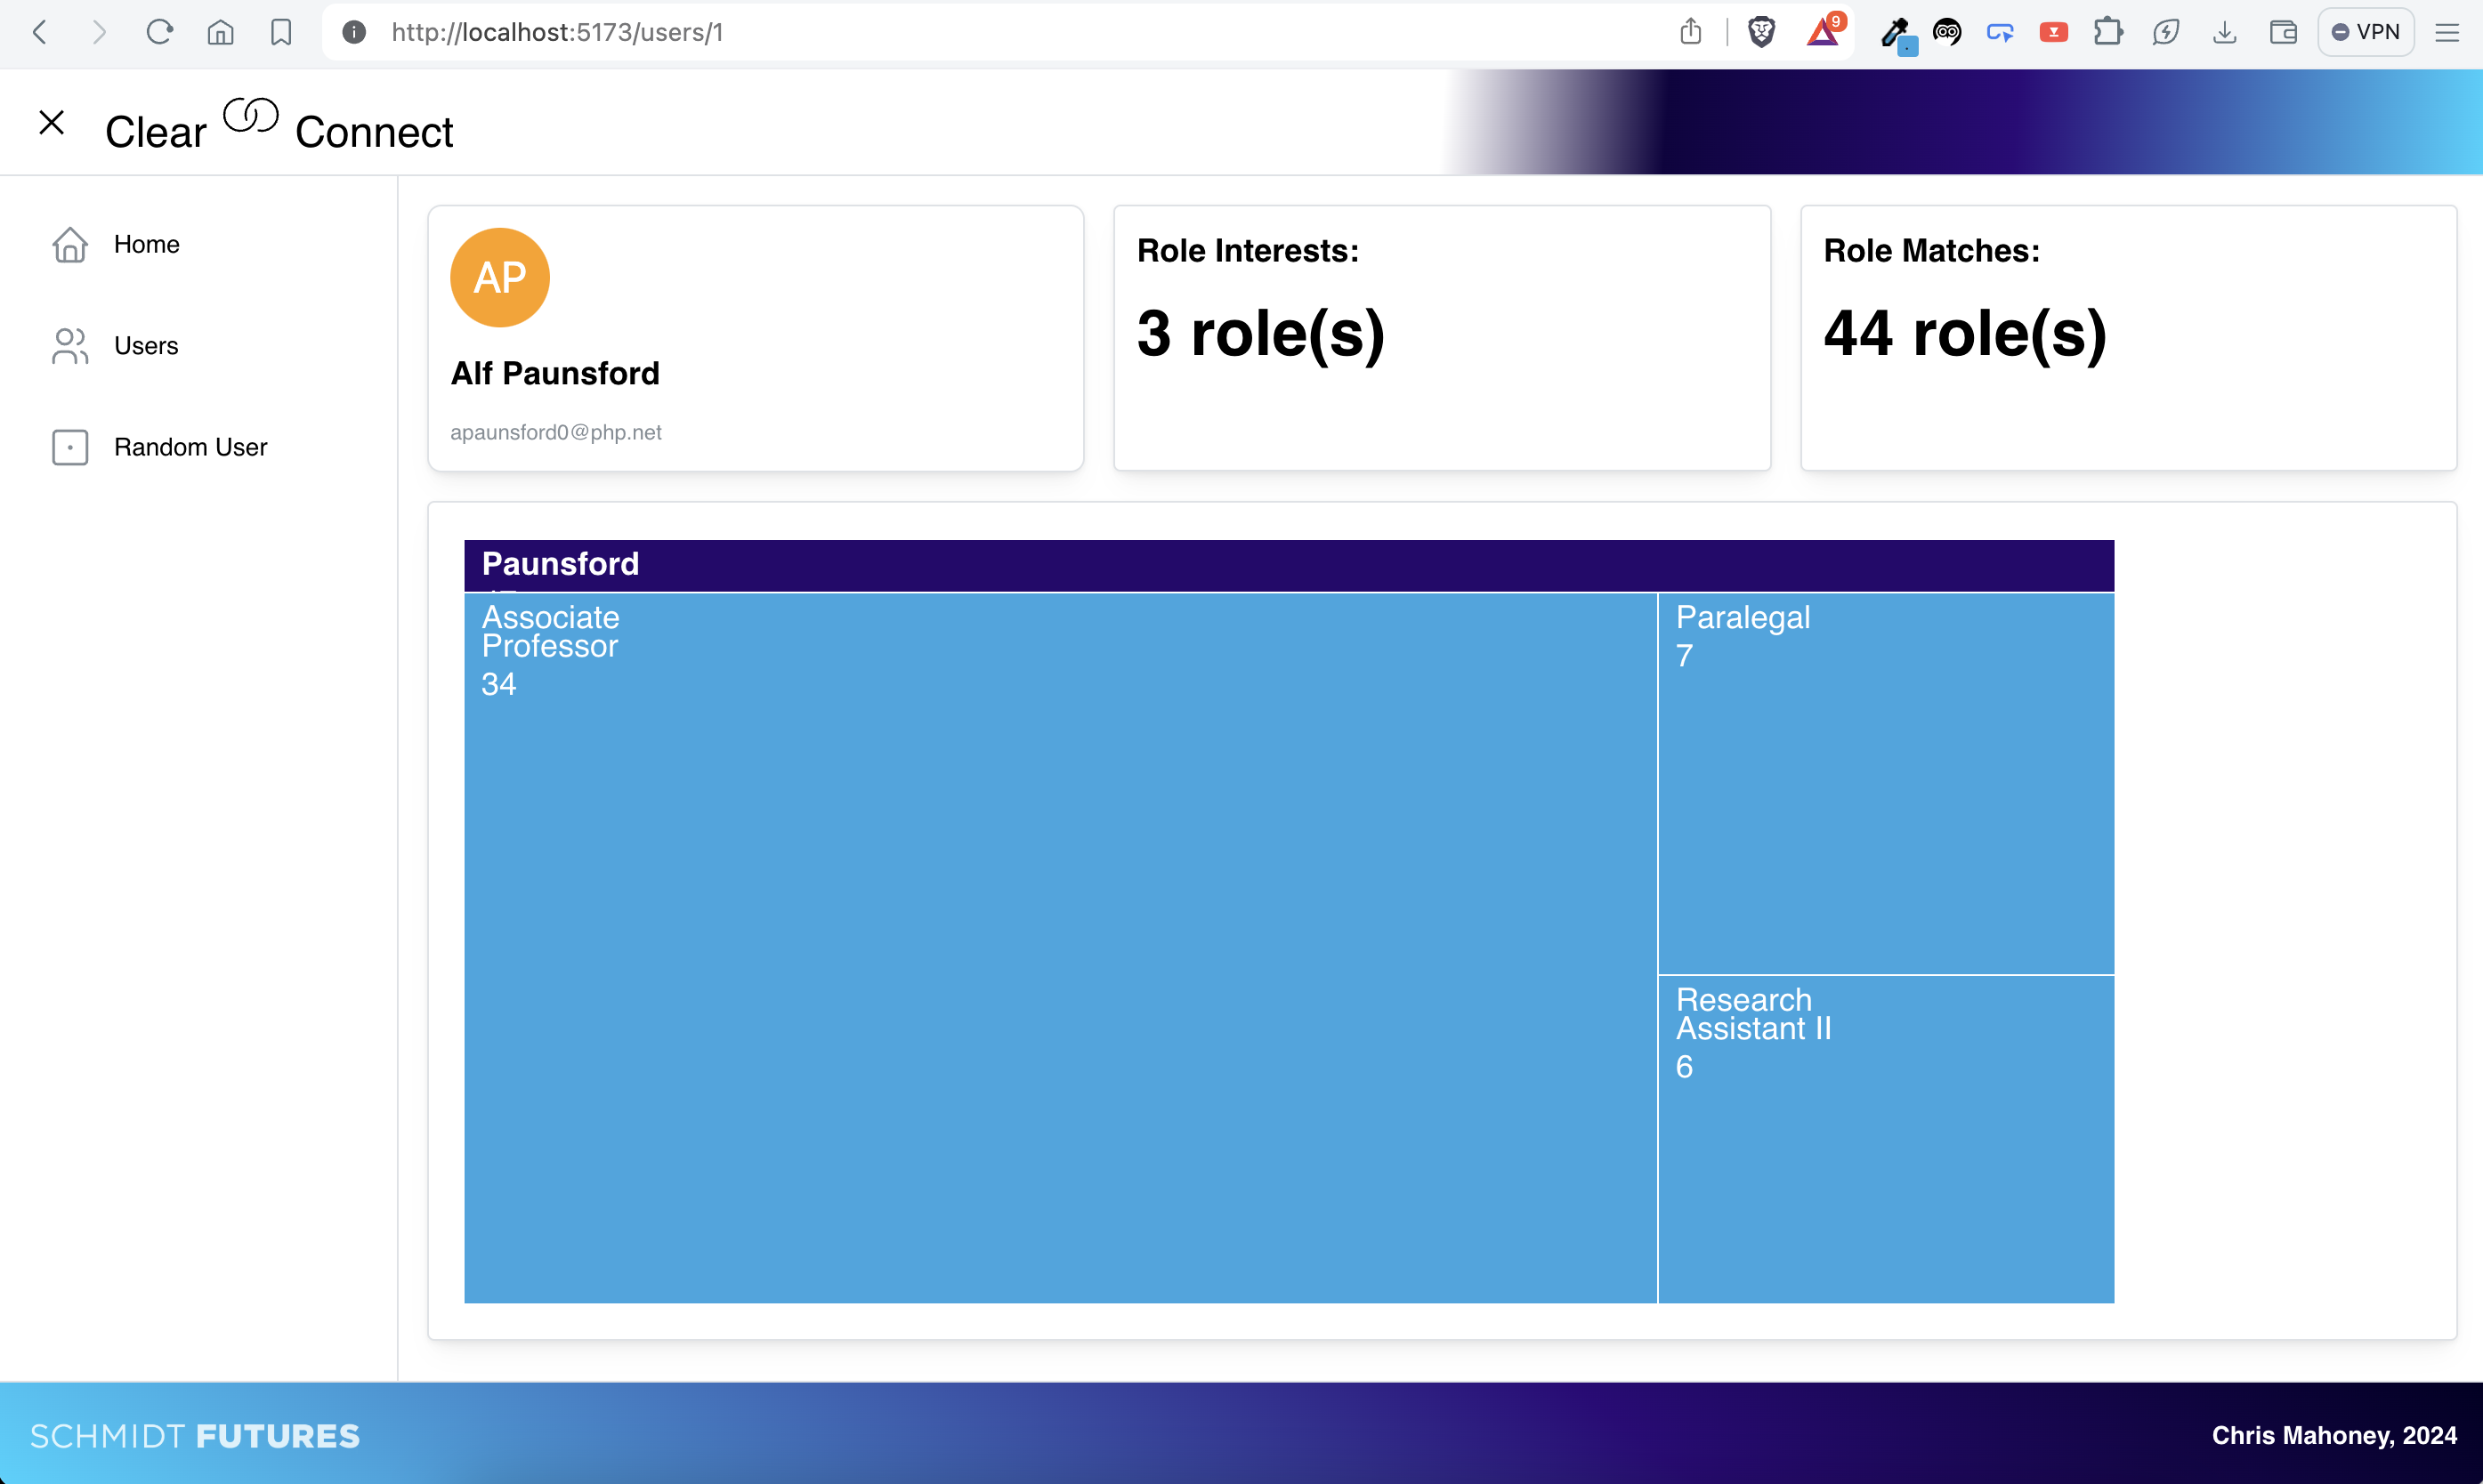 http://localhost:5173/users/1
9
VPN
Clear Connect
Home
Users
Random User
AP
Alf Paunsford
apaunsford0@php.net
Role Interests:
3 role(s)
Role Matches:
44 role(s)
Paunsford
Associate
Professor
34
Paralegal
7
Research
Assistant II
6
SCHMIDT FUTURES
Chris Mahoney, 2024